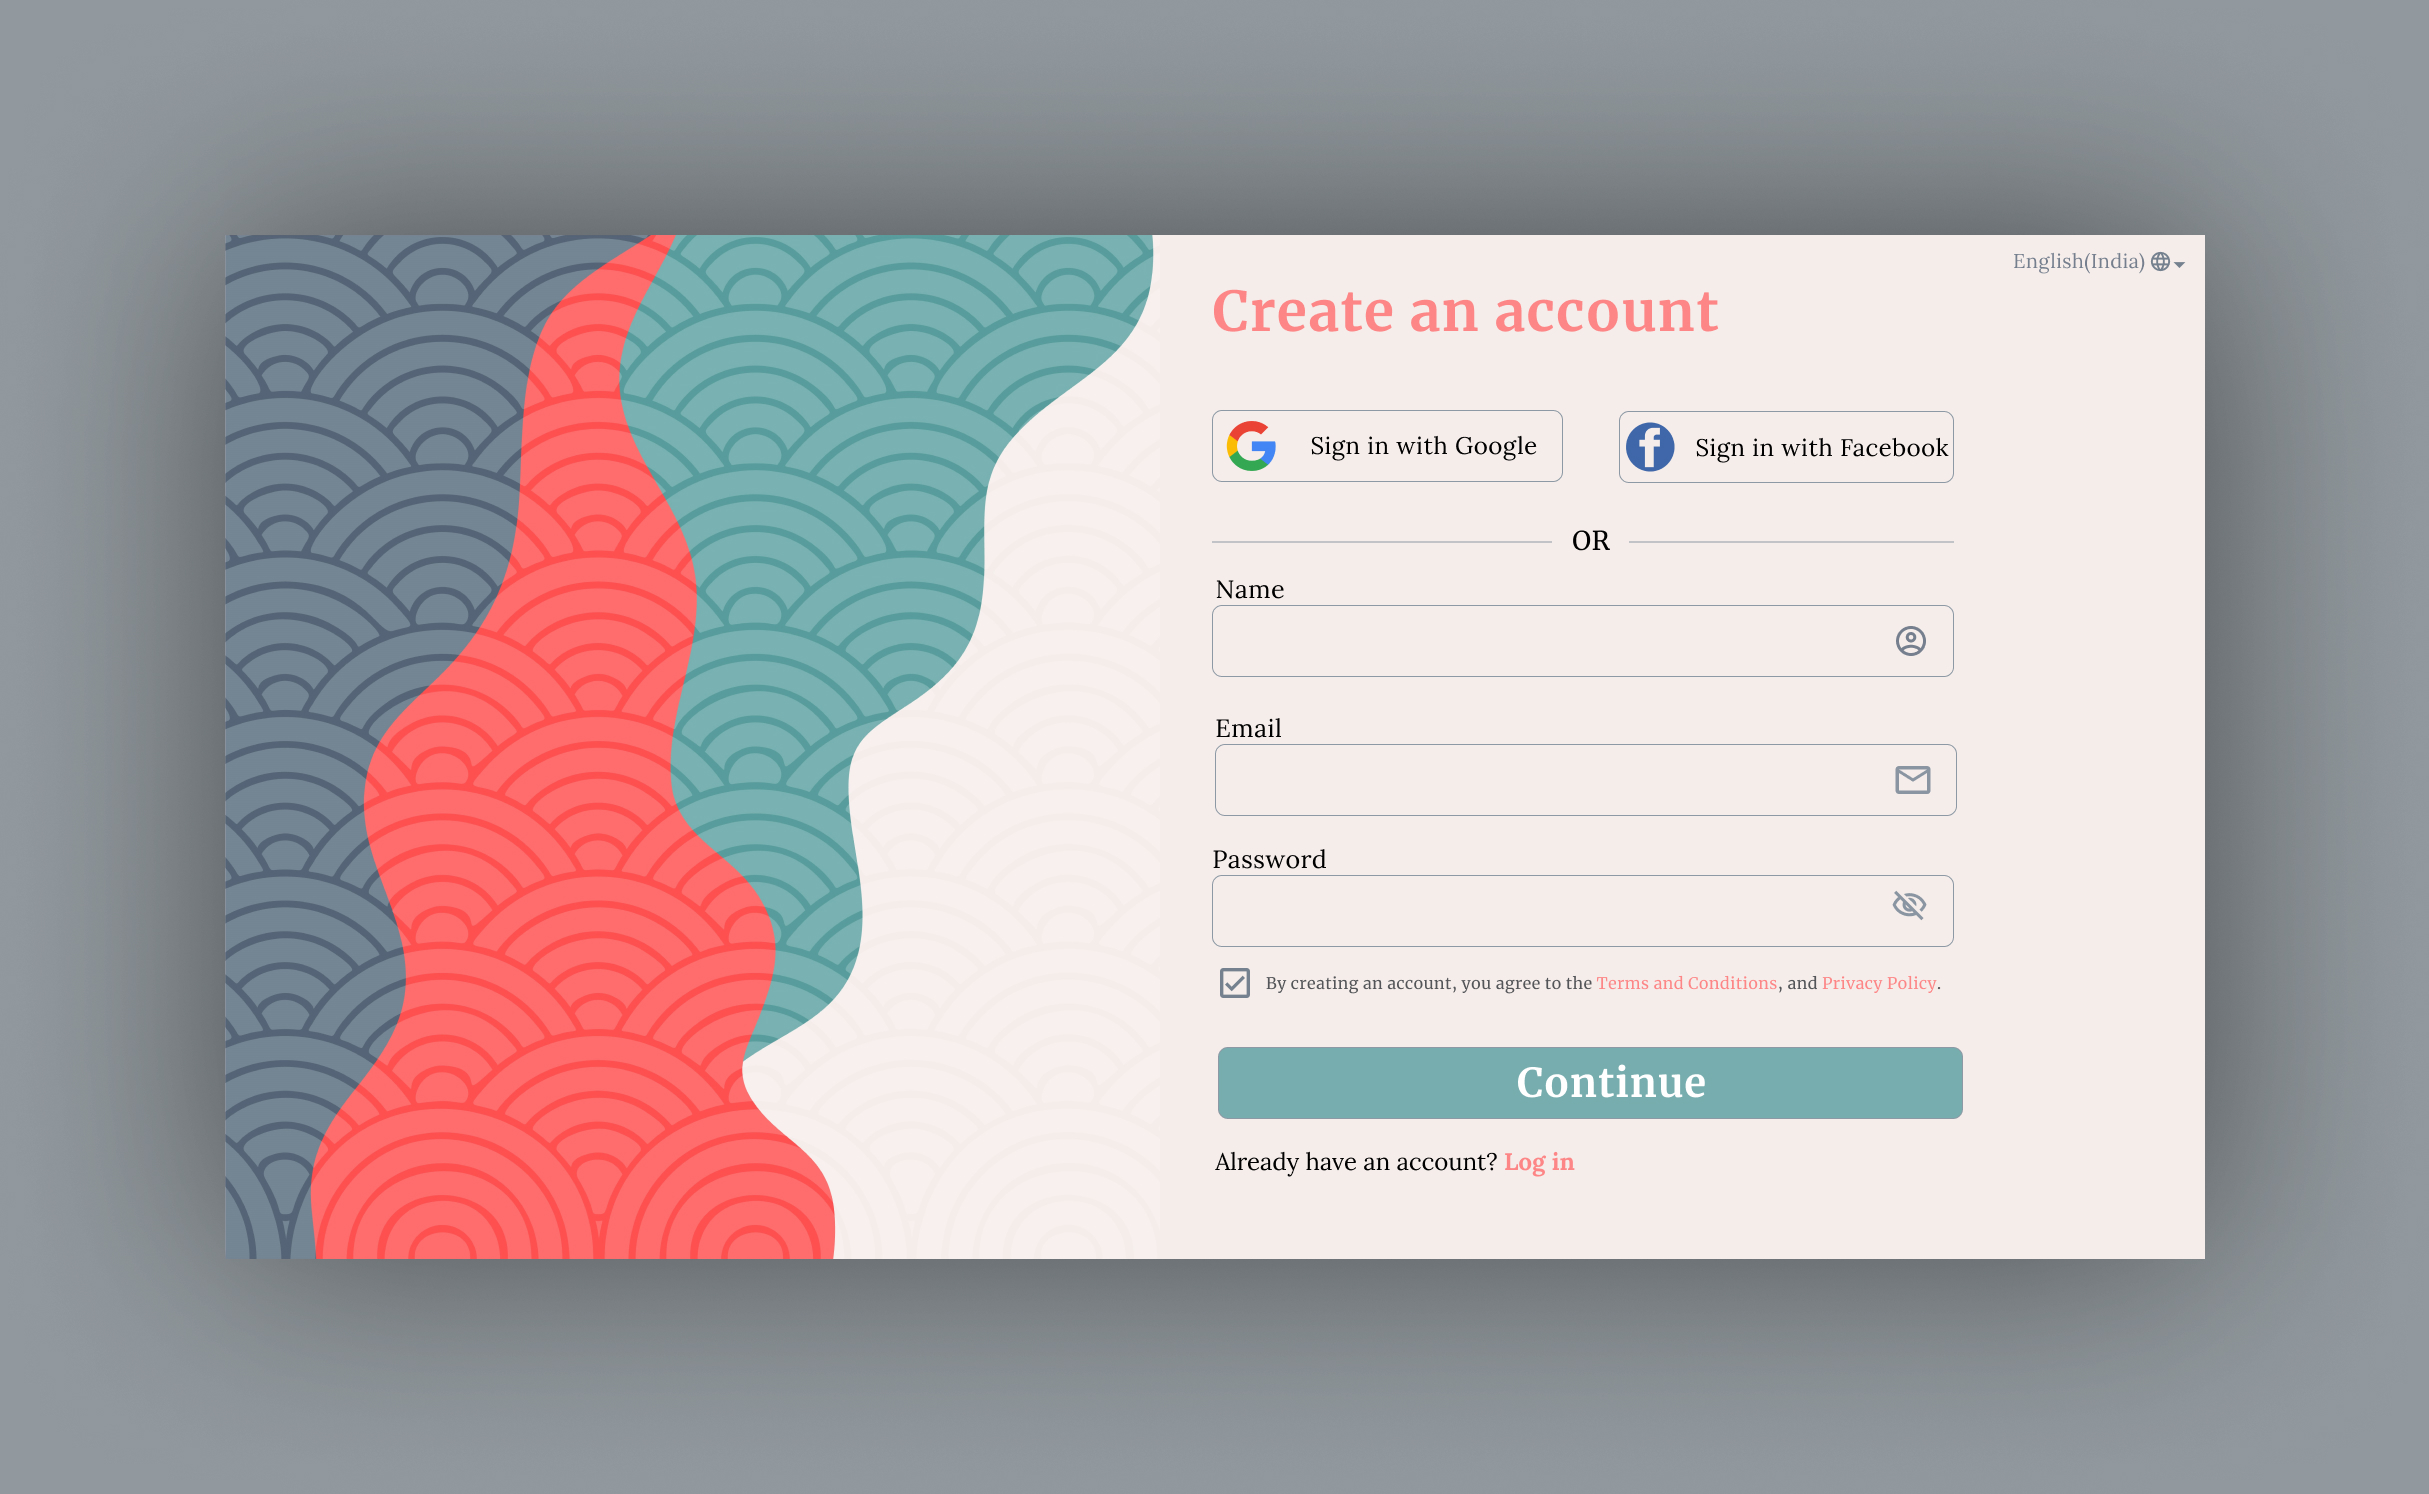 English(India)
Create an account
Sign in with Google
Sign in with Facebook
OR
Name
Email
Password
By creating an account, you agree to the Terms and Conditions, and Privacy Policy.
Continue
Already have an account? Log in